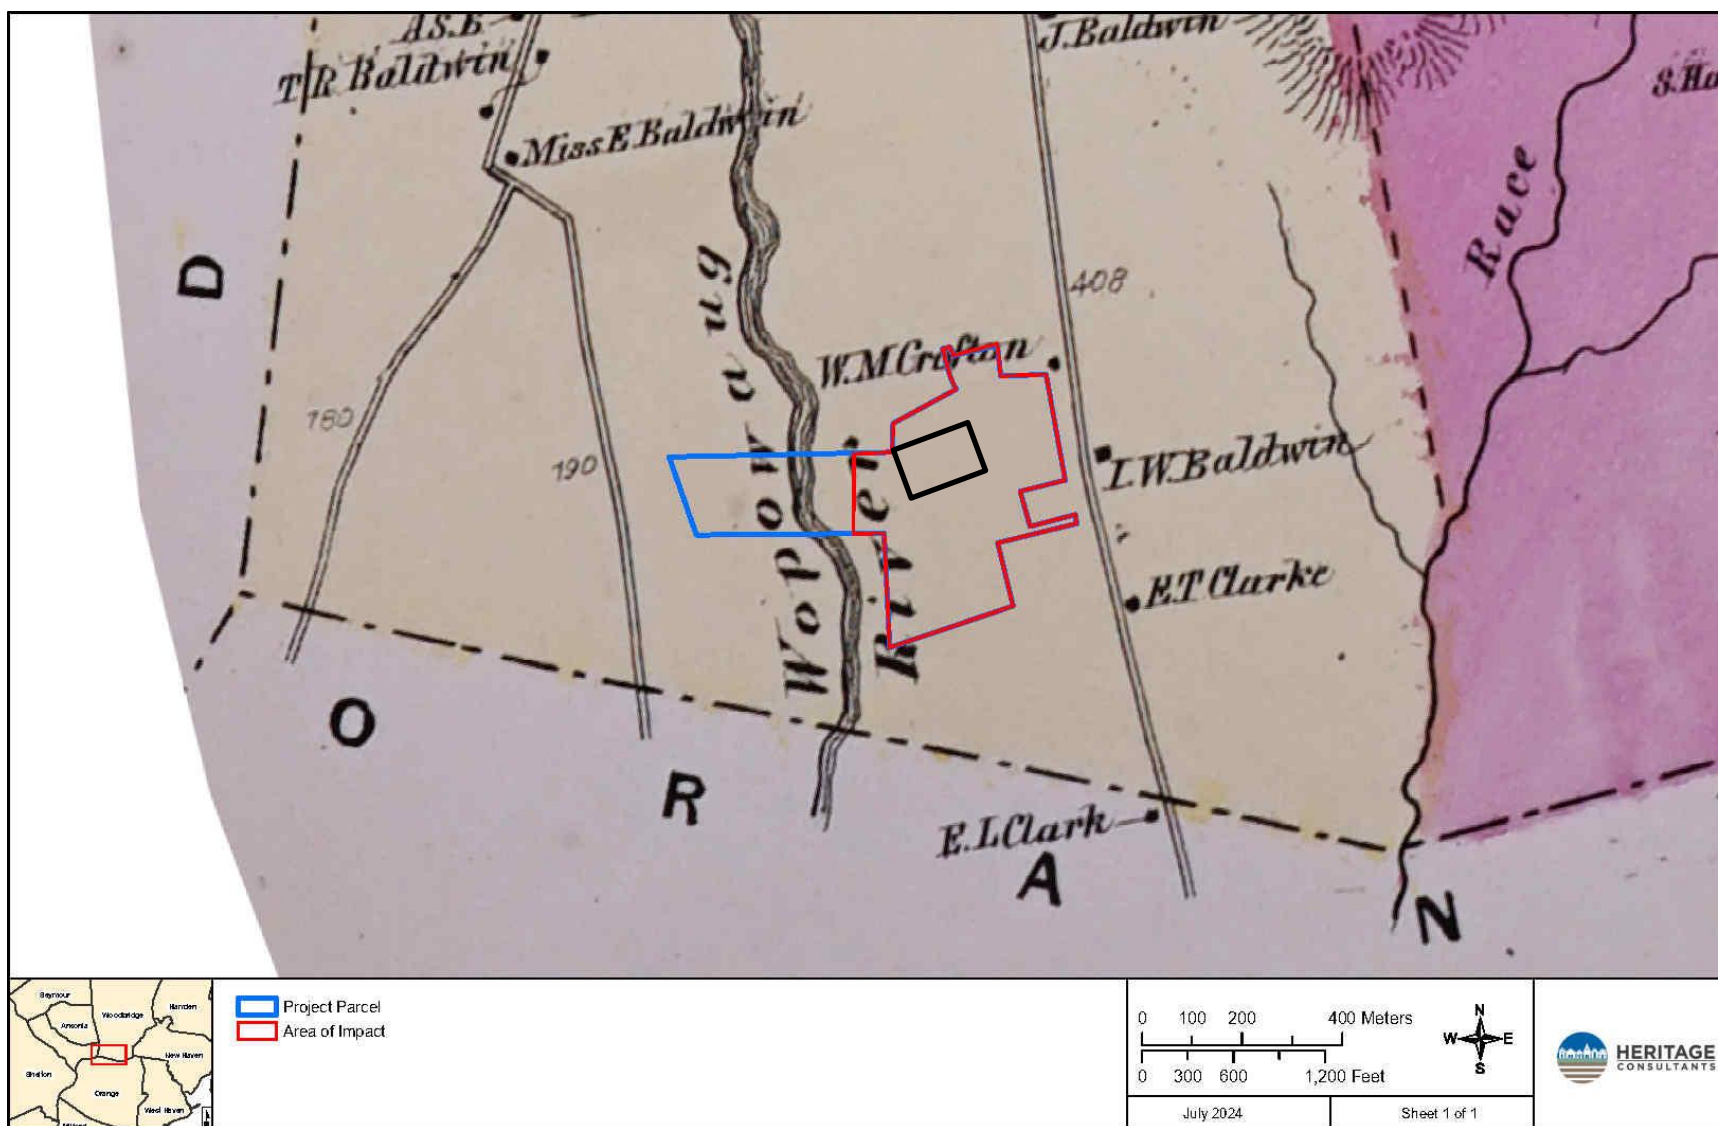 A.S.B
T.R. Baldwin
J. Baldwin
S. Ho
Miss E. Baldwin
Race
D
408
W.M. Crofton
180
190
I.W. Baldwin
E.T. Clarke
Wopowaug
River
O
R
E.L. Clark
A
N
Seymour
Woodbridge
Hamden
Ansonia
New Haven
Shelton
Orange
West Haven
Milford
Project Parcel
Area of Impact
0 100 200 400 Meters
0 300 600 1,200 Feet
N
W E
S
July 2024
Sheet 1 of 1
HERITAGE
CONSULTANTS